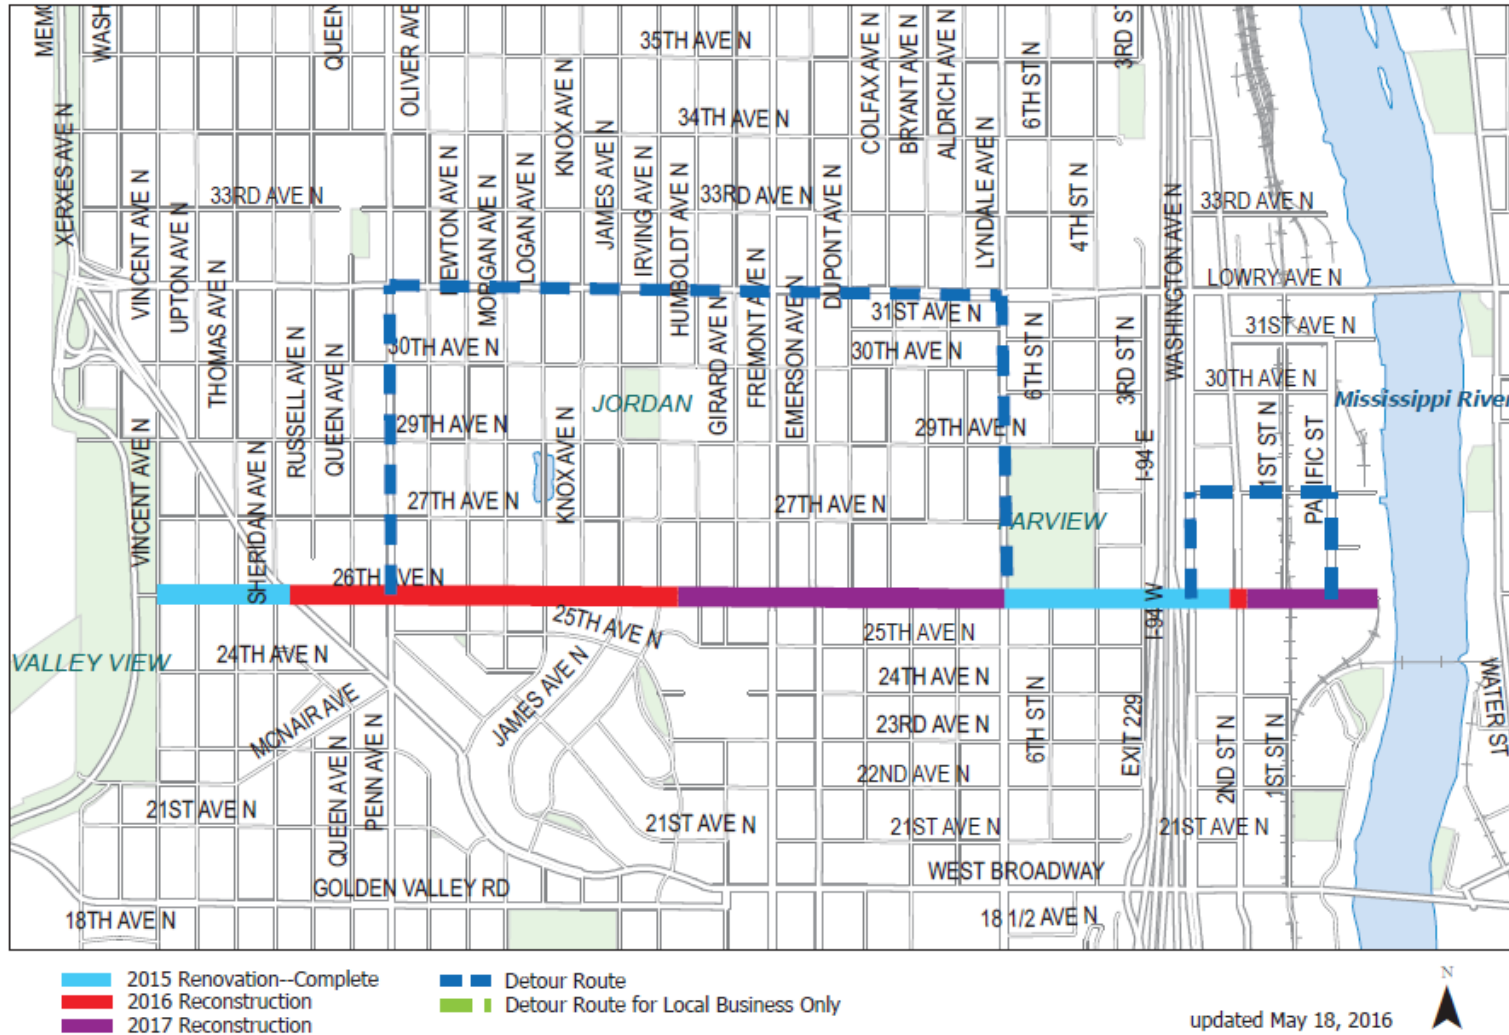 MEMO
WASH
QUEEN
OLIVER AVE
35TH AVE N
COLFAX AVE N
BRYANT AVE N
ALDRICH AVE N
6TH ST N
3RD ST
34TH AVE N
XERXES AVE N
VINCENT AVE N
UPTON AVE N
THOMAS AVE N
33RD AVE N
NEWTON AVE N
MORGAN AVE N
LOGAN AVE N
KNOX AVE N
JAMES AVE N
IRVING AVE N
HUMBOLDT AVE N
33RD AVE N
DUPONT AVE N
LYNDALE AVE N
4TH ST N
WASHINGTON AVE N
33RD AVE N
LOWRY AVE N
31ST AVE N
31ST AVE N
30TH AVE N
30TH AVE N
30TH AVE N
RUSSELL AVE N
QUEEN AVE N
GIRARD AVE N
FREMONT AVE N
EMERSON AVE N
6TH ST N
3RD ST N
JORDAN
Mississippi River
29TH AVE N
29TH AVE N
1ST ST N
PACIFIC ST
VINCENT AVE N
SHERIDAN AVE N
KNOX AVE N
27TH AVE N
27TH AVE N
I-94 E
FARVIEW
26TH AVE N
I-94 W
25TH AVE N
25TH AVE N
VALLEY VIEW
24TH AVE N
24TH AVE N
MCNAIR AVE
JAMES AVE N
23RD AVE N
6TH ST N
EXIT 229
WATER ST
22ND AVE N
QUEEN AVE N
PENN AVE N
2ND ST N
1ST ST N
21ST AVE N
21ST AVE N
21ST AVE N
21ST AVE N
WEST BROADWAY
GOLDEN VALLEY RD
18TH AVE N
18 1/2 AVE N
2015 Renovation--Complete
2016 Reconstruction
2017 Reconstruction
Detour Route
Detour Route for Local Business Only
N
updated May 18, 2016